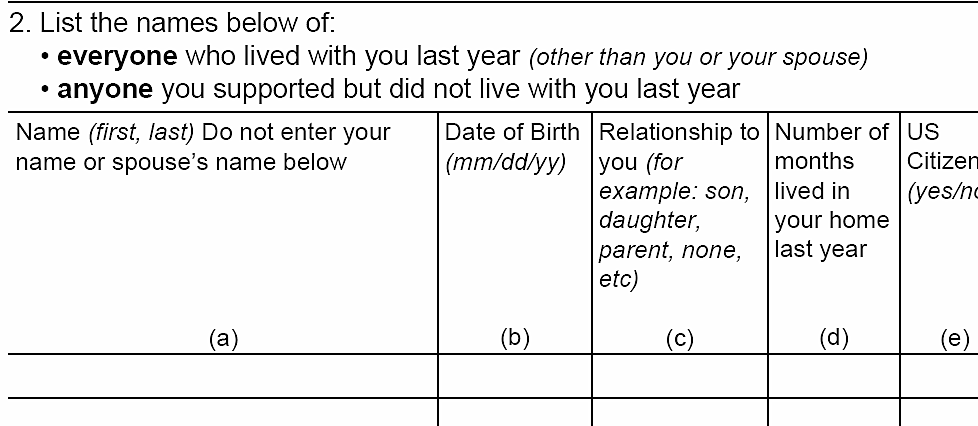 2. List the names below of:
• everyone who lived with you last year (other than you or your spouse)
• anyone you supported but did not live with you last year
Name (first, last) Do not enter your
name or spouse's name below
(a)
Date of Birth
(mm/dd/yy)
(b)
Relationship to
you (for
example: son,
daughter,
parent, none,
etc)
(c)
Number of
months
lived in
your home
last year
(d)
US
Citizen
(yes/no
(e)